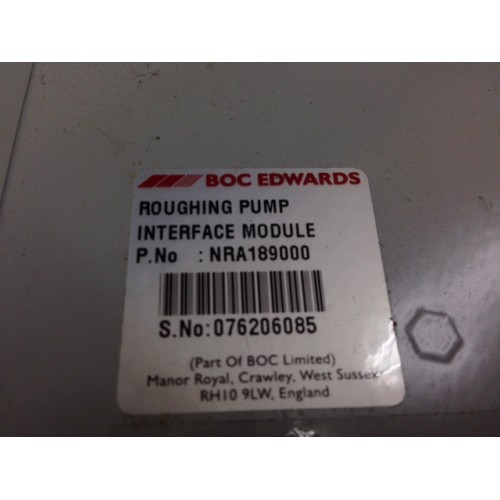 BOC EDWARDS
ROUGHING PUMP
INTERFACE MODULE
P.No : NRA189000
S.No:076206085
(Part Of BOC Limited)
Manor Royal, Crawley, West Sussex
RH10 9LW, England